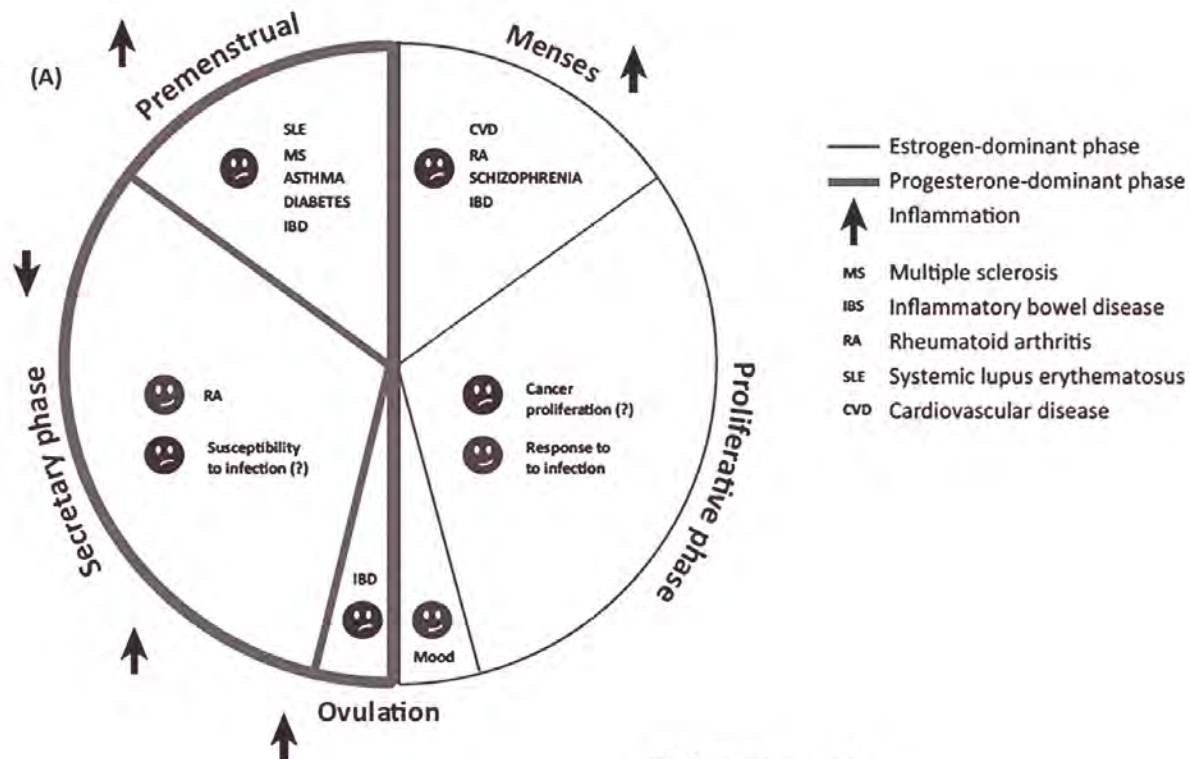 (A)
Premenstrual
Menses
SLE
MS
ASTHMA
DIABETES
IBD
CVD
RA
SCHIZOPHRENIA
IBD
Secretary phase
RA
Susceptibility
to infection (?)
Cancer
proliferation (?)
Response to
to infection
Proliferative phase
IBD
Mood
Ovulation
Estrogen-dominant phase
Progesterone-dominant phase
Inflammation
MS Multiple sclerosis
IBS Inflammatory bowel disease
RA Rheumatoid arthritis
SLE Systemic lupus erythematosus
CVD Cardiovascular disease